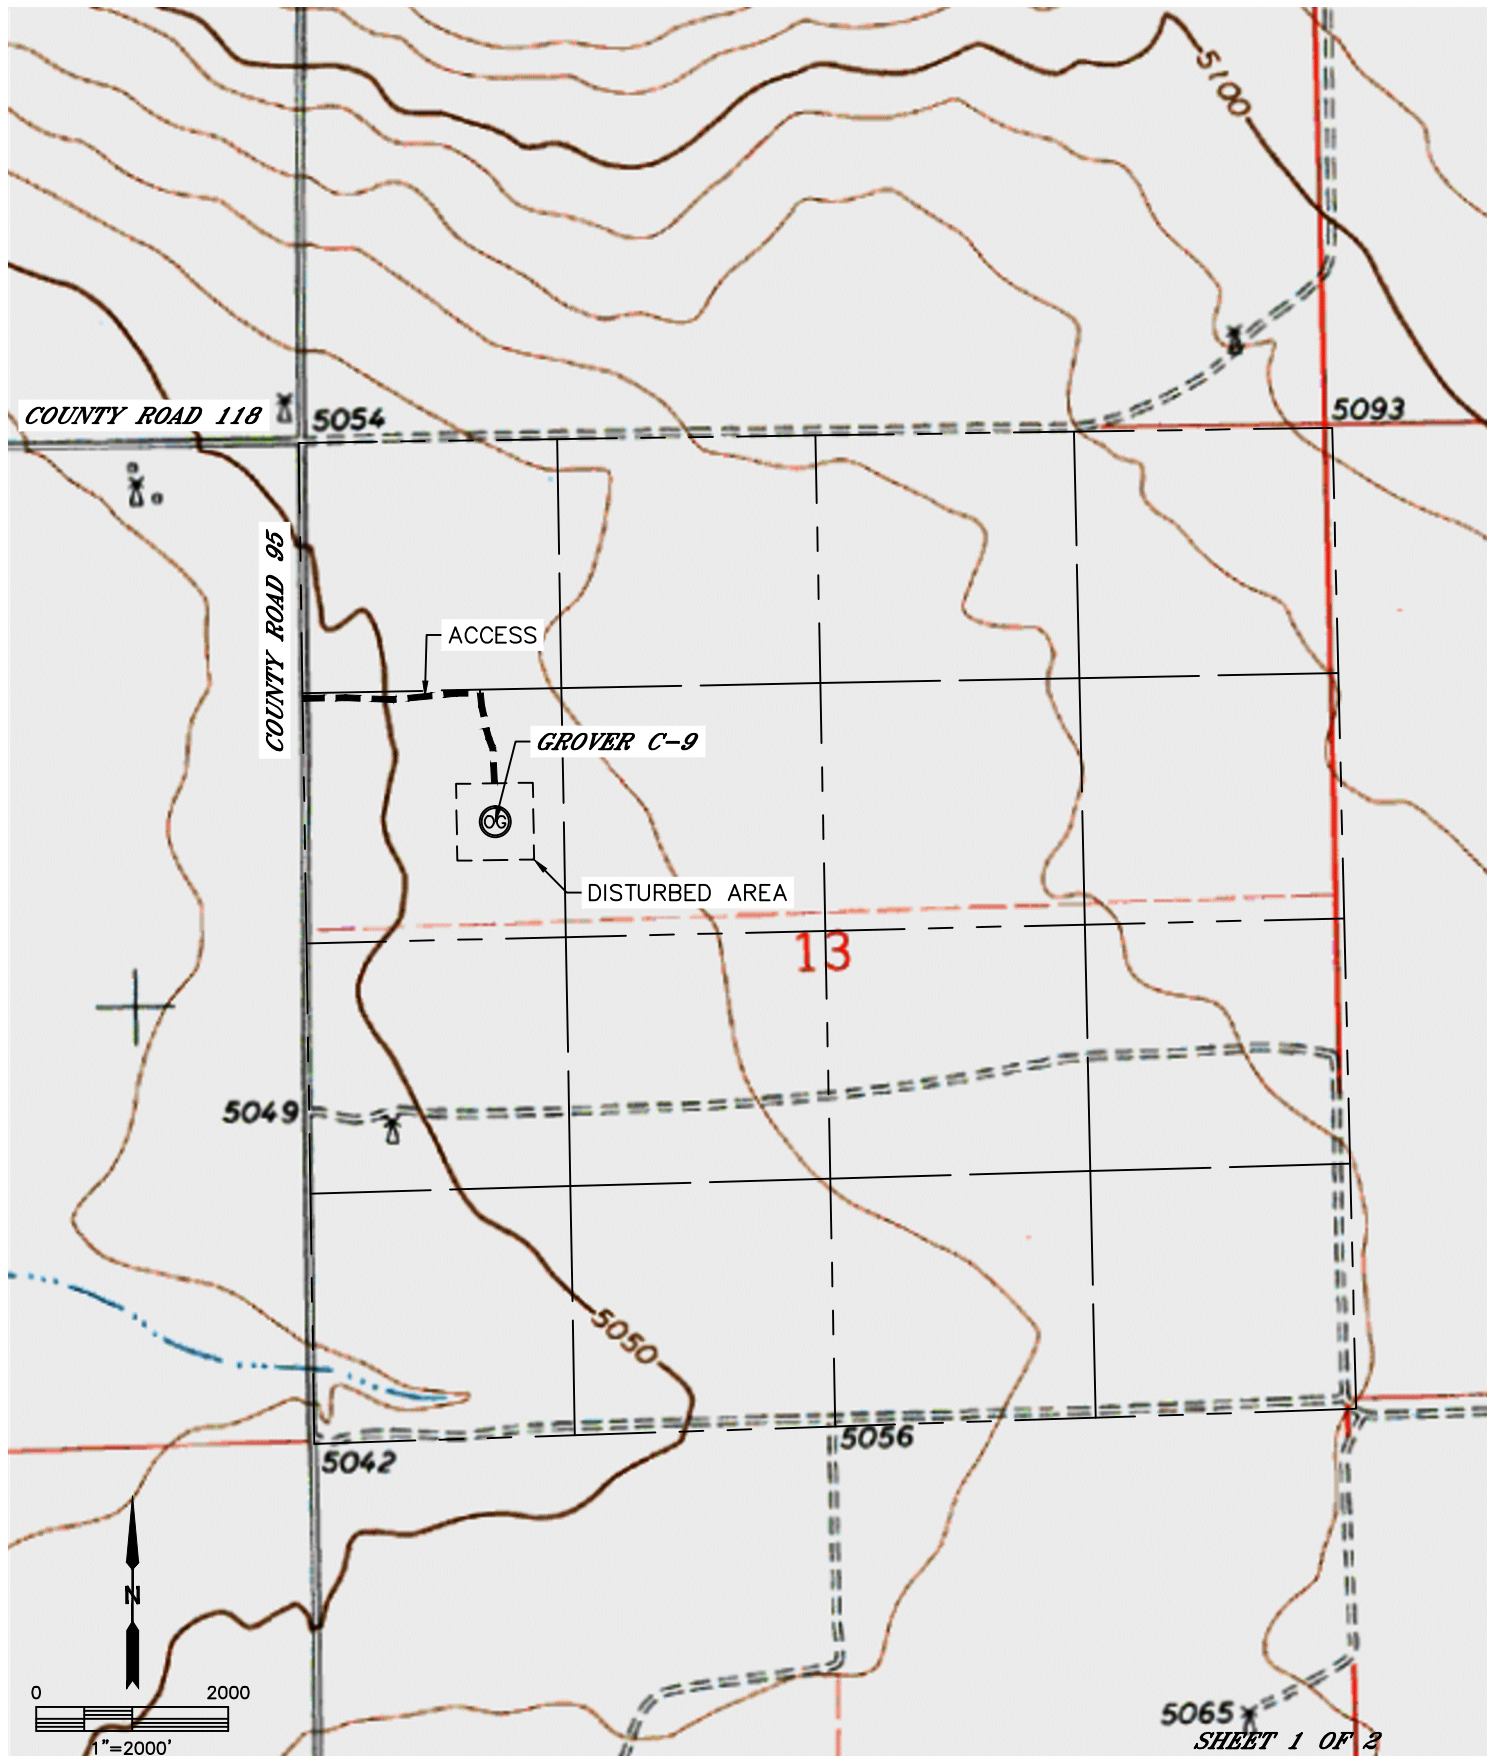 5100
COUNTY ROAD 118
5054
5093
COUNTY ROAD 95
ACCESS
GROVER C-9
OG
DISTURBED AREA
13
5049
5050
5056
5042
N
0 2000
1"=2000'
5065
SHEET 1 OF 2